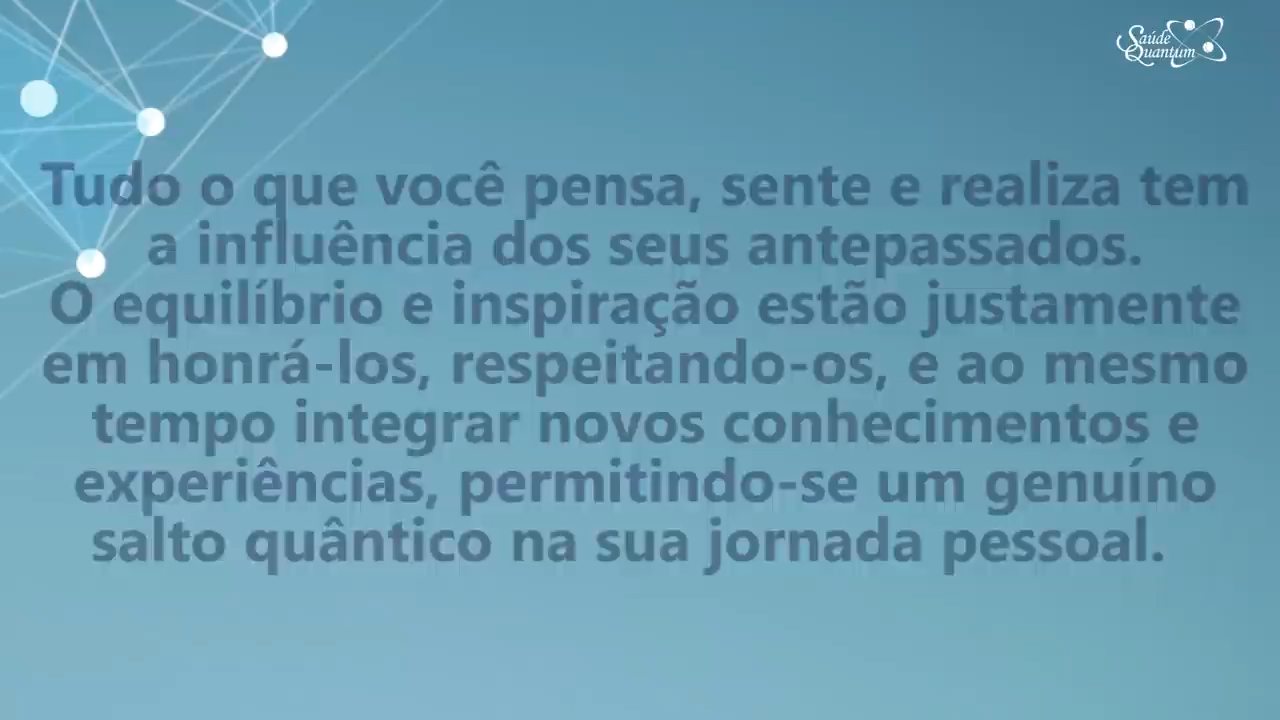 Saúde
Quantum
Tudo o que você pensa, sente e realiza tem
a influência dos seus antepassados.
O equilíbrio e inspiração estão justamente
em honrá-los, respeitando-os, e ao mesmo
tempo integrar novos conhecimentos e
experiências, permitindo-se um genuíno
salto quântico na sua jornada pessoal.